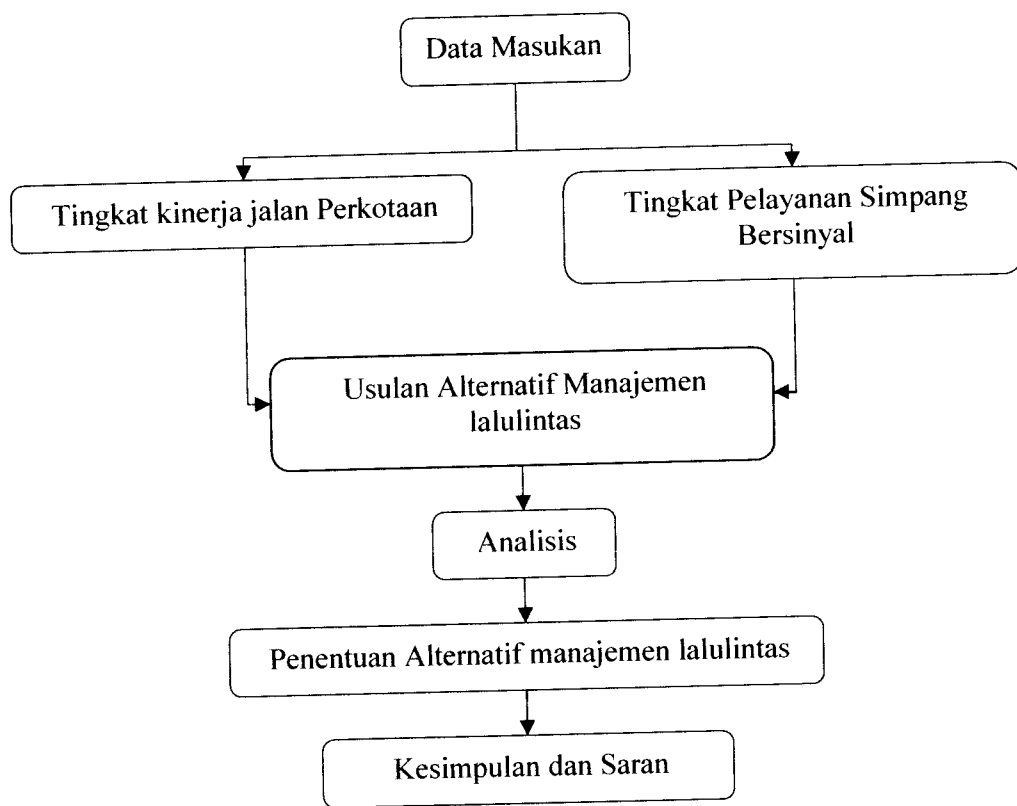 Data Masukan
Tingkat kinerja jalan Perkotaan
Tingkat Pelayanan Simpang
Bersinyal
Usulan Alternatif Manajemen
lalulintas
Analisis
Penentuan Alternatif manajemen lalulintas
Kesimpulan dan Saran